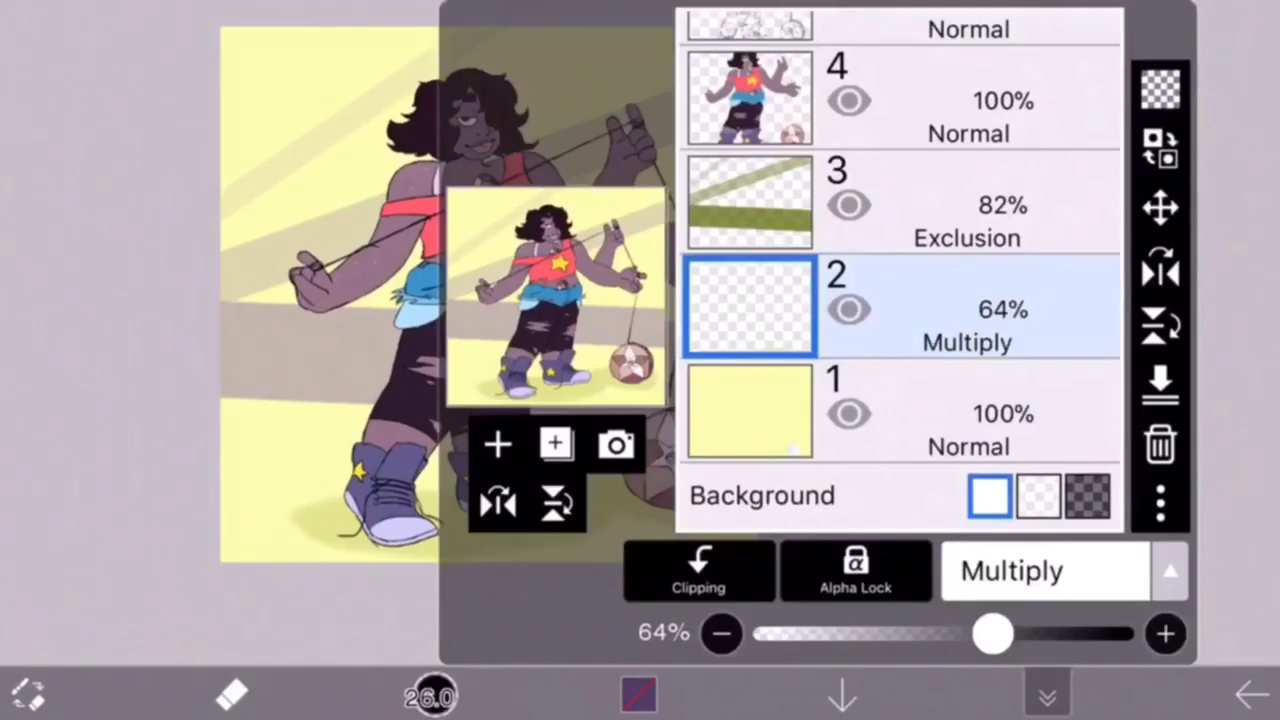 Normal
4
100%
Normal
3
82%
Exclusion
2
64%
Multiply
1
100%
Normal
Background
Clipping
α
Alpha Lock
Multiply
64%
26.0